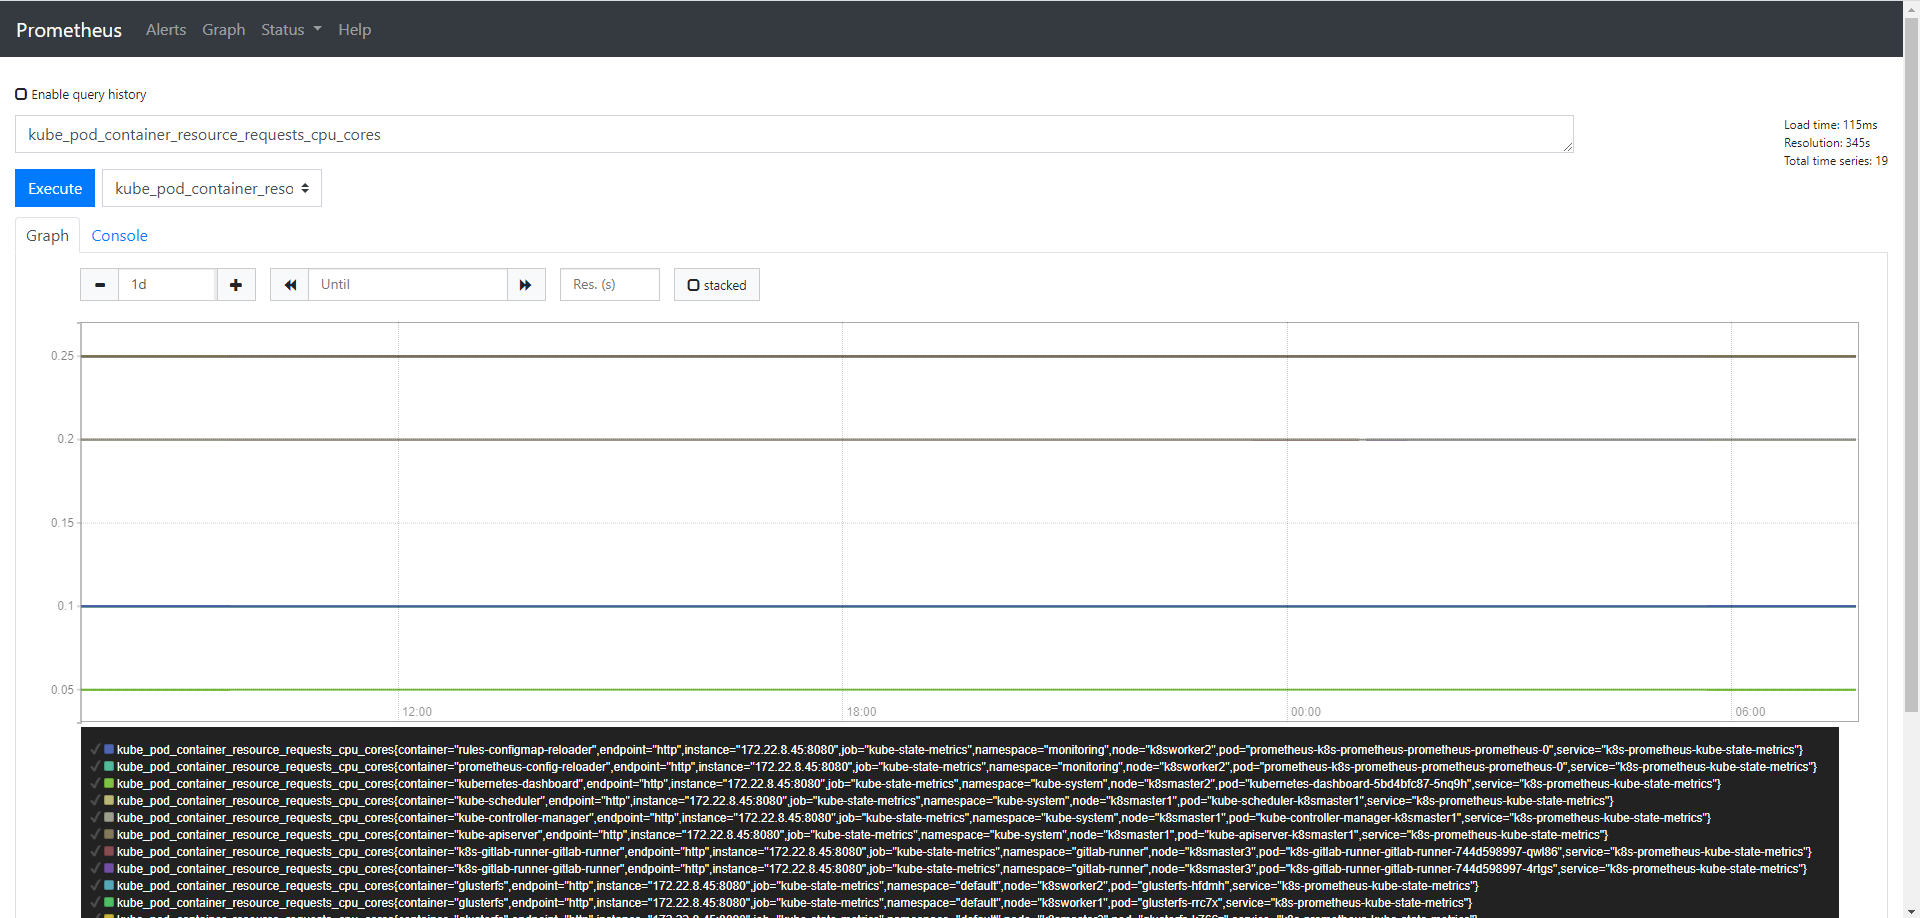 Prometheus Alerts Graph Status Help
Enable query history
kube_pod_container_resource_requests_cpu_cores
Load time: 115ms
Resolution: 345s
Total time series: 19
Execute kube_pod_container_reso
Graph Console
1d Until Res. (s) stacked
0.25
0.2
0.15
0.1
0.05
12:00 18:00 00:00 06:00
kube_pod_container_resource_requests_cpu_cores{container="rules-configmap-reloader",endpoint="http",instance="172.22.8.45:8080",job="kube-state-metrics",namespace="monitoring",node="k8sworker2",pod="prometheus-k8s-prometheus-prometheus-prometheus-0",service="k8s-prometheus-kube-state-metrics"}
kube_pod_container_resource_requests_cpu_cores{container="prometheus-config-reloader",endpoint="http",instance="172.22.8.45:8080",job="kube-state-metrics",namespace="monitoring",node="k8sworker2",pod="prometheus-k8s-prometheus-prometheus-prometheus-0",service="k8s-prometheus-kube-state-metrics"}
kube_pod_container_resource_requests_cpu_cores{container="kubernetes-dashboard",endpoint="http",instance="172.22.8.45:8080",job="kube-state-metrics",namespace="kube-system",node="k8smaster2",pod="kubernetes-dashboard-5bd4bfc87-5nq9h",service="k8s-prometheus-kube-state-metrics"}
kube_pod_container_resource_requests_cpu_cores{container="kube-scheduler",endpoint="http",instance="172.22.8.45:8080",job="kube-state-metrics",namespace="kube-system",node="k8smaster1",pod="kube-scheduler-k8smaster1",service="k8s-prometheus-kube-state-metrics"}
kube_pod_container_resource_requests_cpu_cores{container="kube-controller-manager",endpoint="http",instance="172.22.8.45:8080",job="kube-state-metrics",namespace="kube-system",node="k8smaster1",pod="kube-controller-manager-k8smaster1",service="k8s-prometheus-kube-state-metrics"}
kube_pod_container_resource_requests_cpu_cores{container="kube-apiserver",endpoint="http",instance="172.22.8.45:8080",job="kube-state-metrics",namespace="kube-system",node="k8smaster1",pod="kube-apiserver-k8smaster1",service="k8s-prometheus-kube-state-metrics"}
kube_pod_container_resource_requests_cpu_cores{container="k8s-gitlab-runner-gitlab-runner",endpoint="http",instance="172.22.8.45:8080",job="kube-state-metrics",namespace="gitlab-runner",node="k8smaster3",pod="k8s-gitlab-runner-gitlab-runner-744d598997-qwl86",service="k8s-prometheus-kube-state-metrics"}
kube_pod_container_resource_requests_cpu_cores{container="k8s-gitlab-runner-gitlab-runner",endpoint="http",instance="172.22.8.45:8080",job="kube-state-metrics",namespace="gitlab-runner",node="k8smaster3",pod="k8s-gitlab-runner-gitlab-runner-744d598997-4rtgs",service="k8s-prometheus-kube-state-metrics"}
kube_pod_container_resource_requests_cpu_cores{container="glusterfs",endpoint="http",instance="172.22.8.45:8080",job="kube-state-metrics",namespace="default",node="k8sworker2",pod="glusterfs-hfdmh",service="k8s-prometheus-kube-state-metrics"}
kube_pod_container_resource_requests_cpu_cores{container="glusterfs",endpoint="http",instance="172.22.8.45:8080",job="kube-state-metrics",namespace="default",node="k8sworker1",pod="glusterfs-rrc7x",service="k8s-prometheus-kube-state-metrics"}